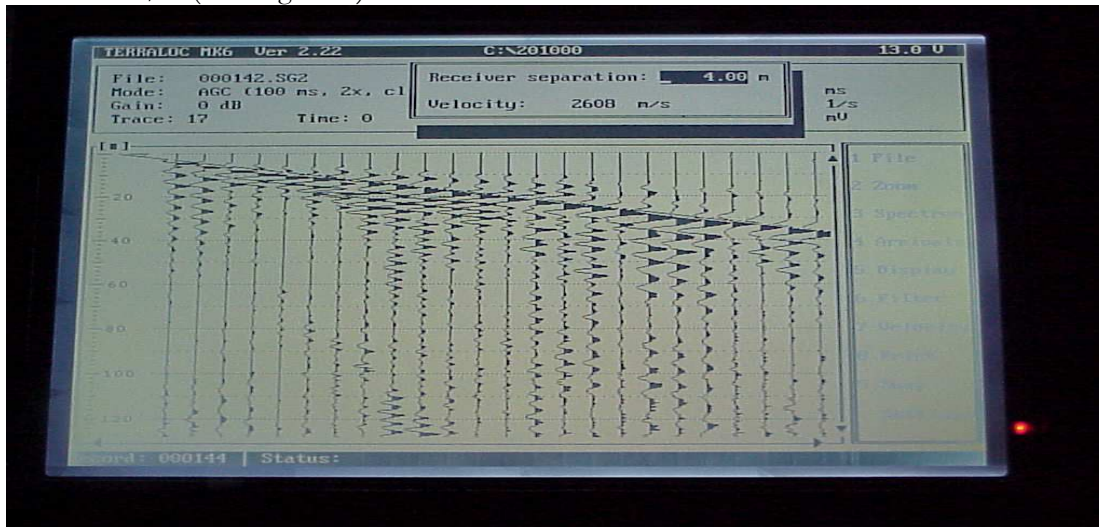 TERRALOC MK6 Ver 2.22 C:\201000 13.0 V
File: 000142.SG2
Mode: AGC (100 ms, 2x, cl
Gain: 0 dB
Trace: 17 Time: 0
Receiver separation: 4.00 m
Velocity: 2608 m/s
ms
1/s
mV
[m]
20
40
60
80
100
120
1 File
2 Zoom
3 Spectrum
4 Arrivals
5 Display
6 Filter
7 Velocity
cord: 000144 | Status: